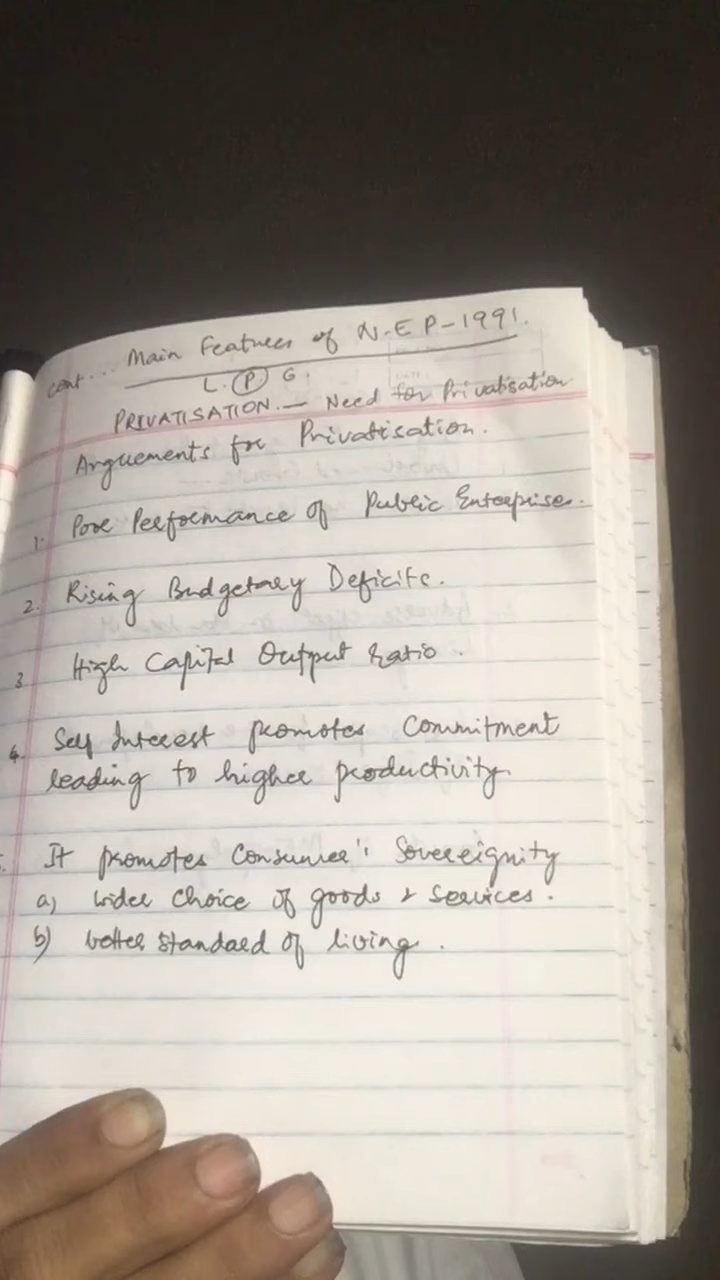 cont... Main Features of N.E P-1991.
L. P G.
PRIVATISATION. — Need for Privatisation
Arguements for Privatisation.
1. Poor Performance of Public Enterprise.
2. Rising Budgetary Deficits.
3 High Capital Output Ratio.
4. Self Interest promotes Commitment
leading to higher productivity.
5. It promotes Consumer's Sovereignity
a) wider choice of goods & Services.
b) better standard of living.